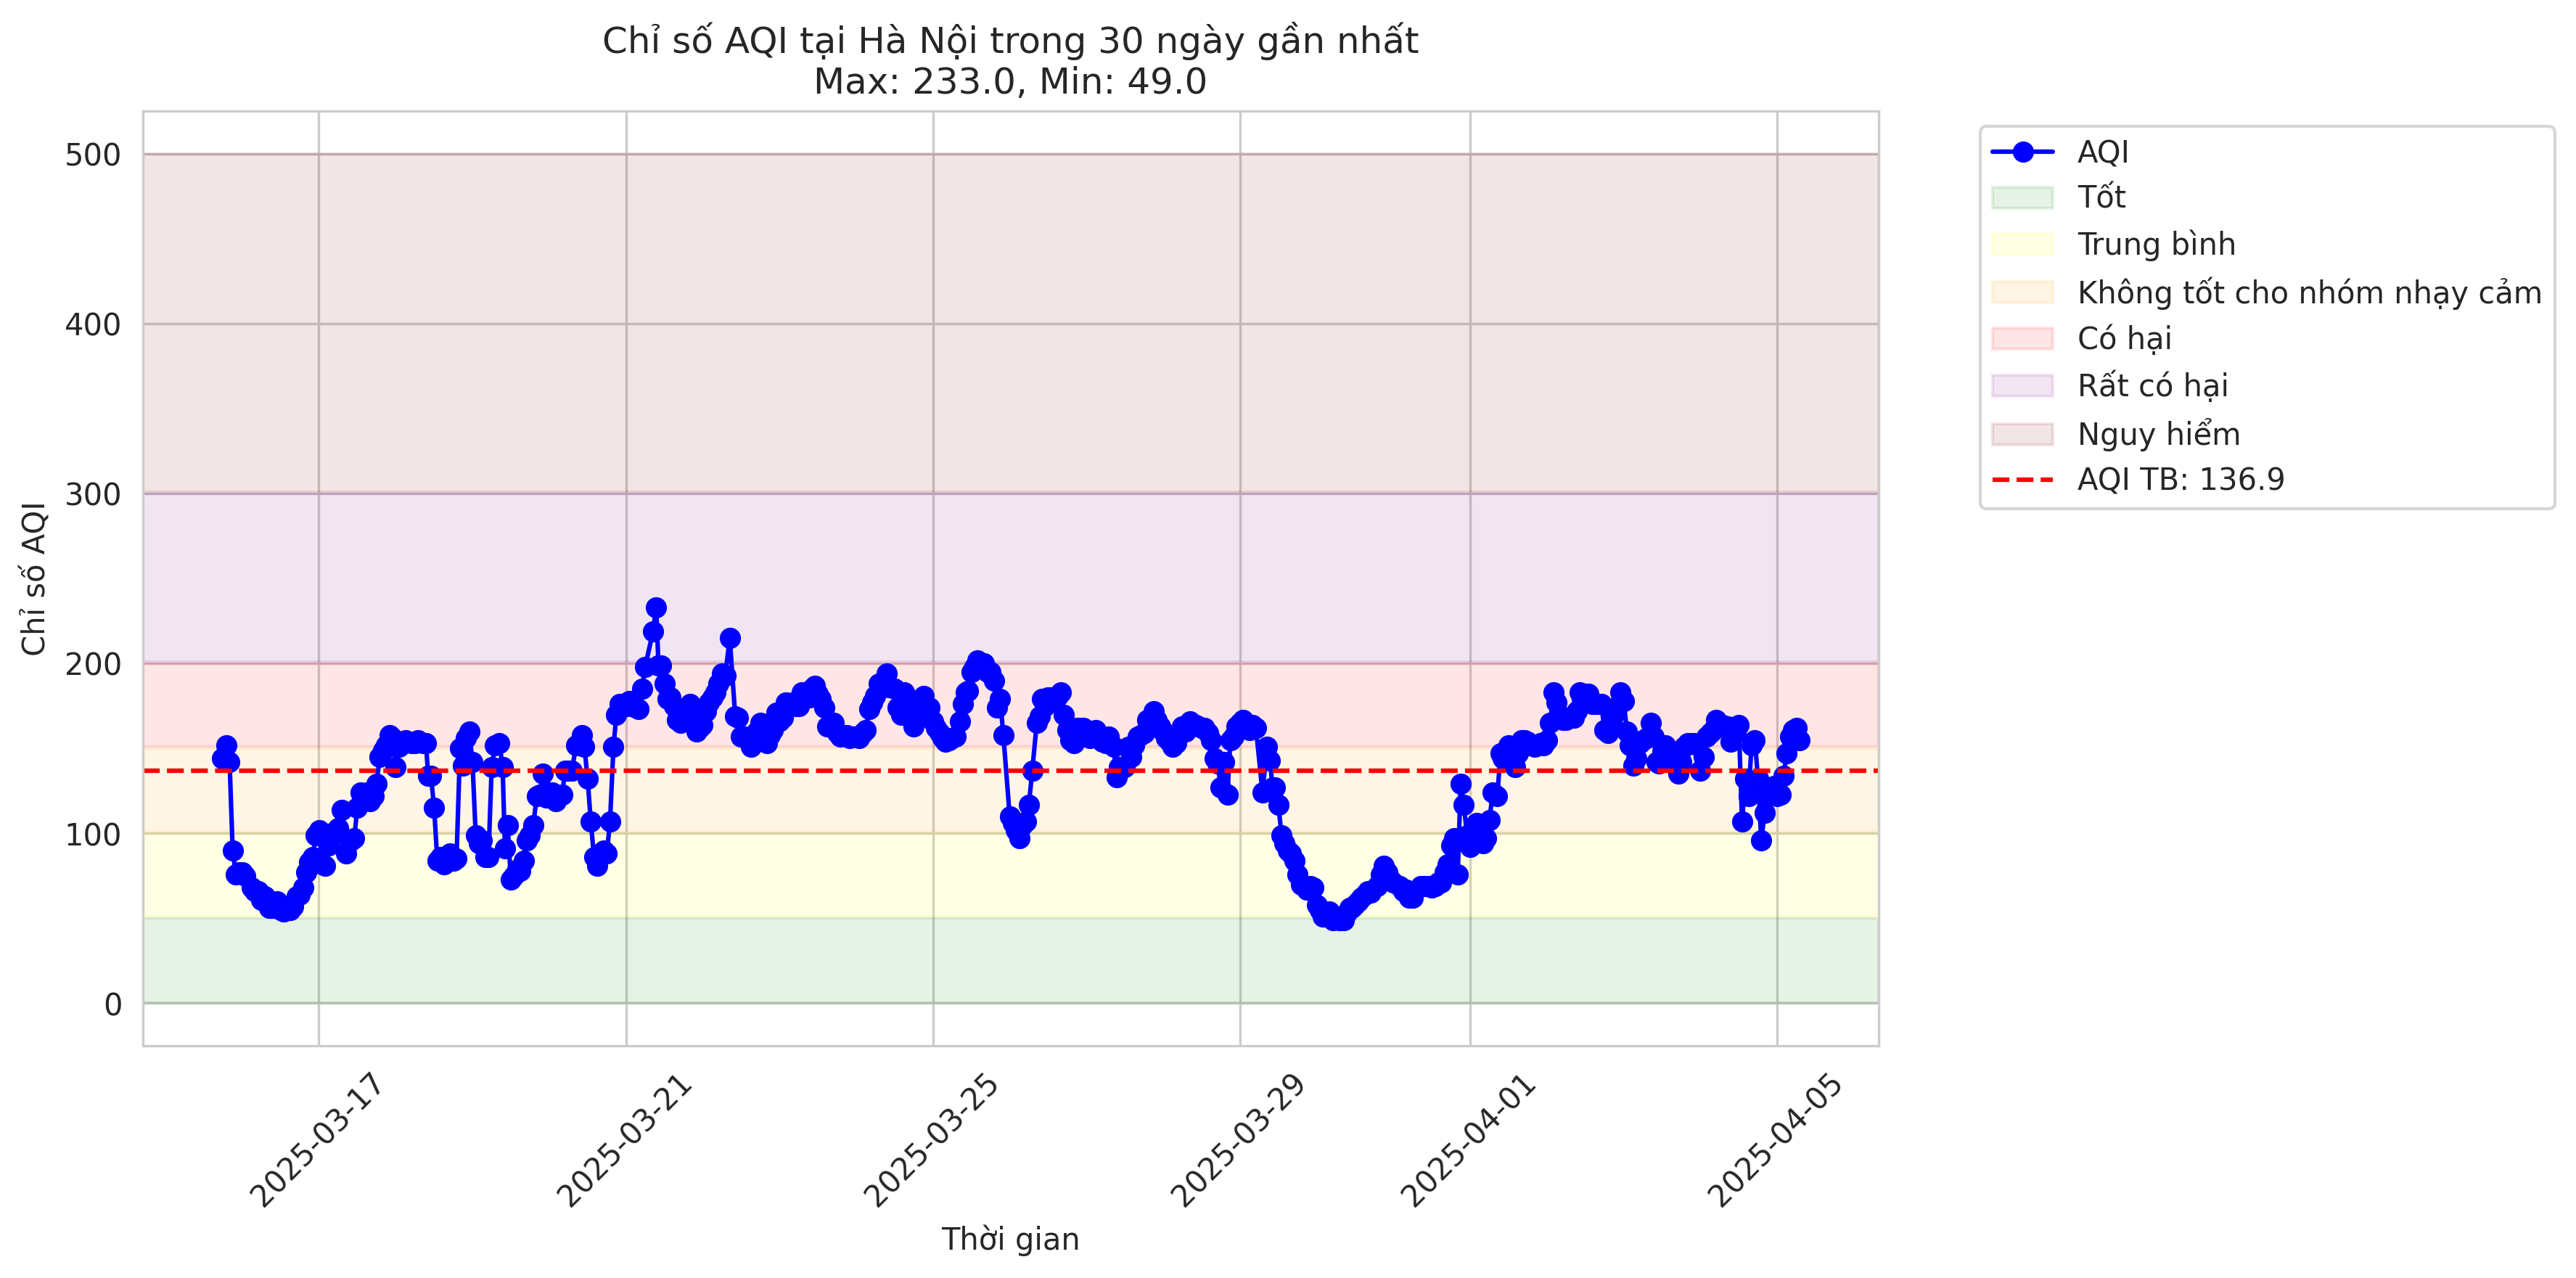 Chỉ số AQI tại Hà Nội trong 30 ngày gần nhất
Max: 233.0, Min: 49.0
Chỉ số AQI
500
400
300
200
100
0
2025-03-17
2025-03-21
2025-03-25
2025-03-29
2025-04-01
2025-04-05
Thời gian
AQI
Tốt
Trung bình
Không tốt cho nhóm nhạy cảm
Có hại
Rất có hại
Nguy hiểm
AQI TB: 136.9